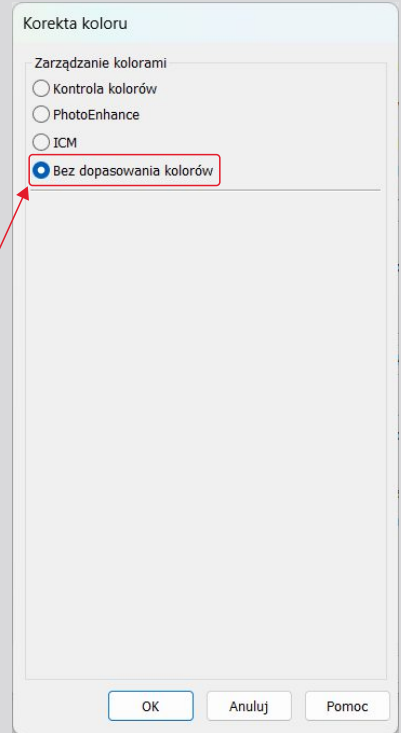 Korekta koloru
Zarządzanie kolorami
Kontrola kolorów
PhotoEnhance
ICM
Bez dopasowania kolorów
OK
Anuluj
Pomoc